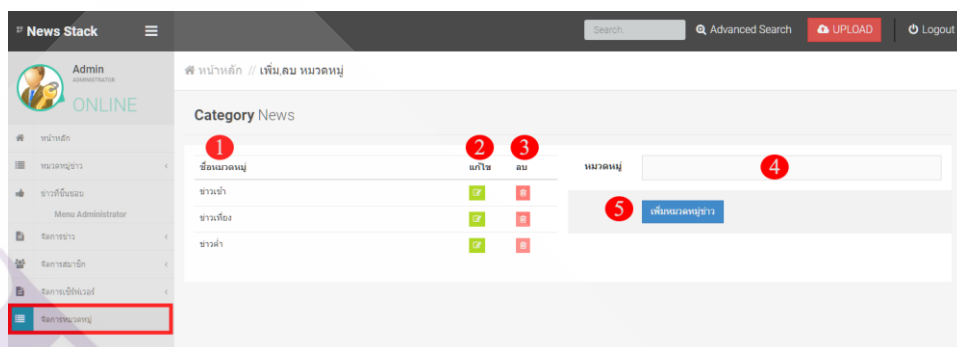 News Stack
Search.
Advanced Search
UPLOAD
Logout
Admin
ADMINISTRATOR
ONLINE
หน้าหลัก // เพิ่ม,ลบ หมวดหมู่
Category News
หน้าหลัก
หมวดหมู่ข่าว
ข่าวที่ชื่นชอบ
Menu Administrator
จัดการข่าว
จัดการสมาชิก
จัดการเซิร์ฟเวอร์
จัดการหมวดหมู่
1 2 3
ชื่อหมวดหมู่ แก้ไข ลบ
ข่าวเช้า
ข่าวเที่ยง
ข่าวค่ำ
หมวดหมู่ 4
5 เพิ่มหมวดหมู่ข่าว